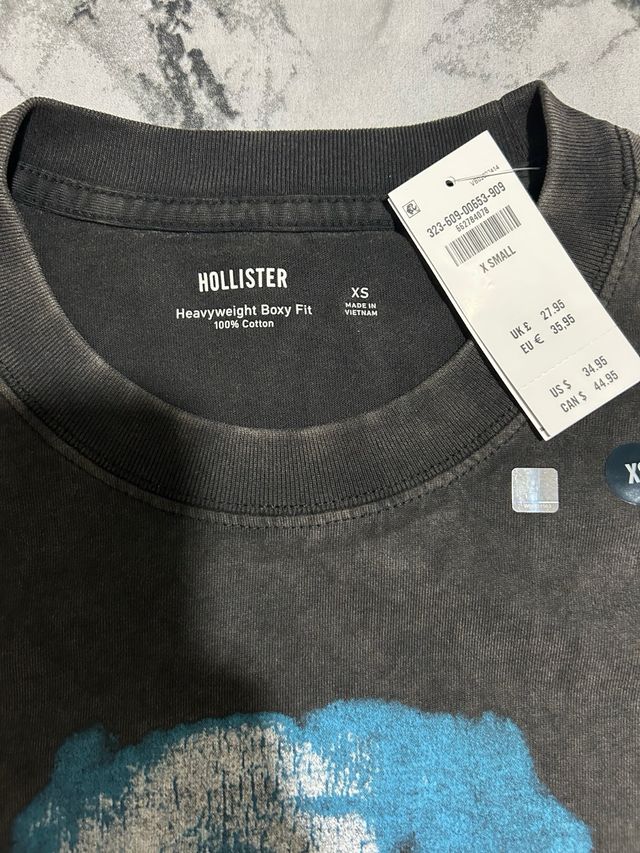 323-609-00653-909
662784078
X SMALL
UK £ 27.95
EU € 35.95
US $ 34.95
CAN $ 44.95
HOLLISTER
Heavyweight Boxy Fit
100% Cotton
XS
MADE IN
VIETNAM